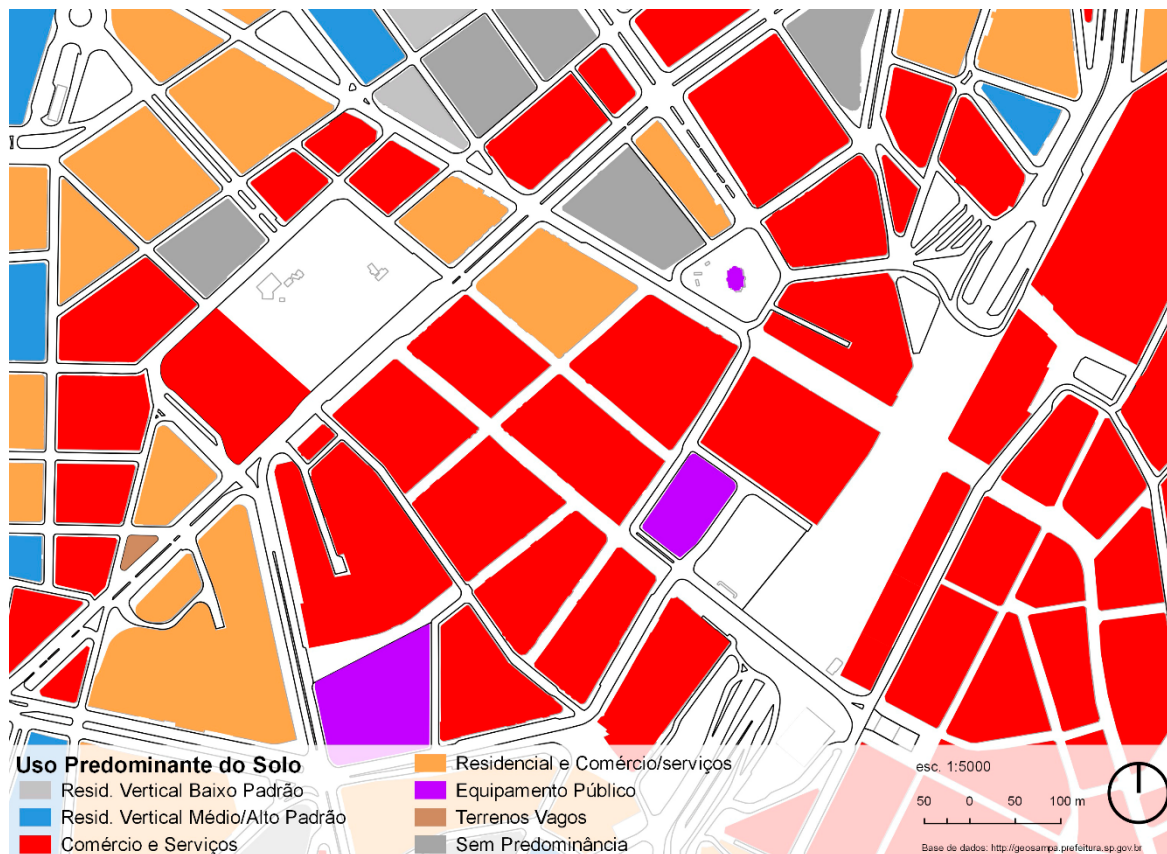 Uso Predominante do Solo
Resid. Vertical Baixo Padrão
Resid. Vertical Médio/Alto Padrão
Comércio e Serviços
Residencial e Comércio/serviços
Equipamento Público
Terrenos Vagos
Sem Predominância
esc. 1:5000
50 0 50 100 m
Base de dados: http://geosampa.prefeitura.sp.gov.br